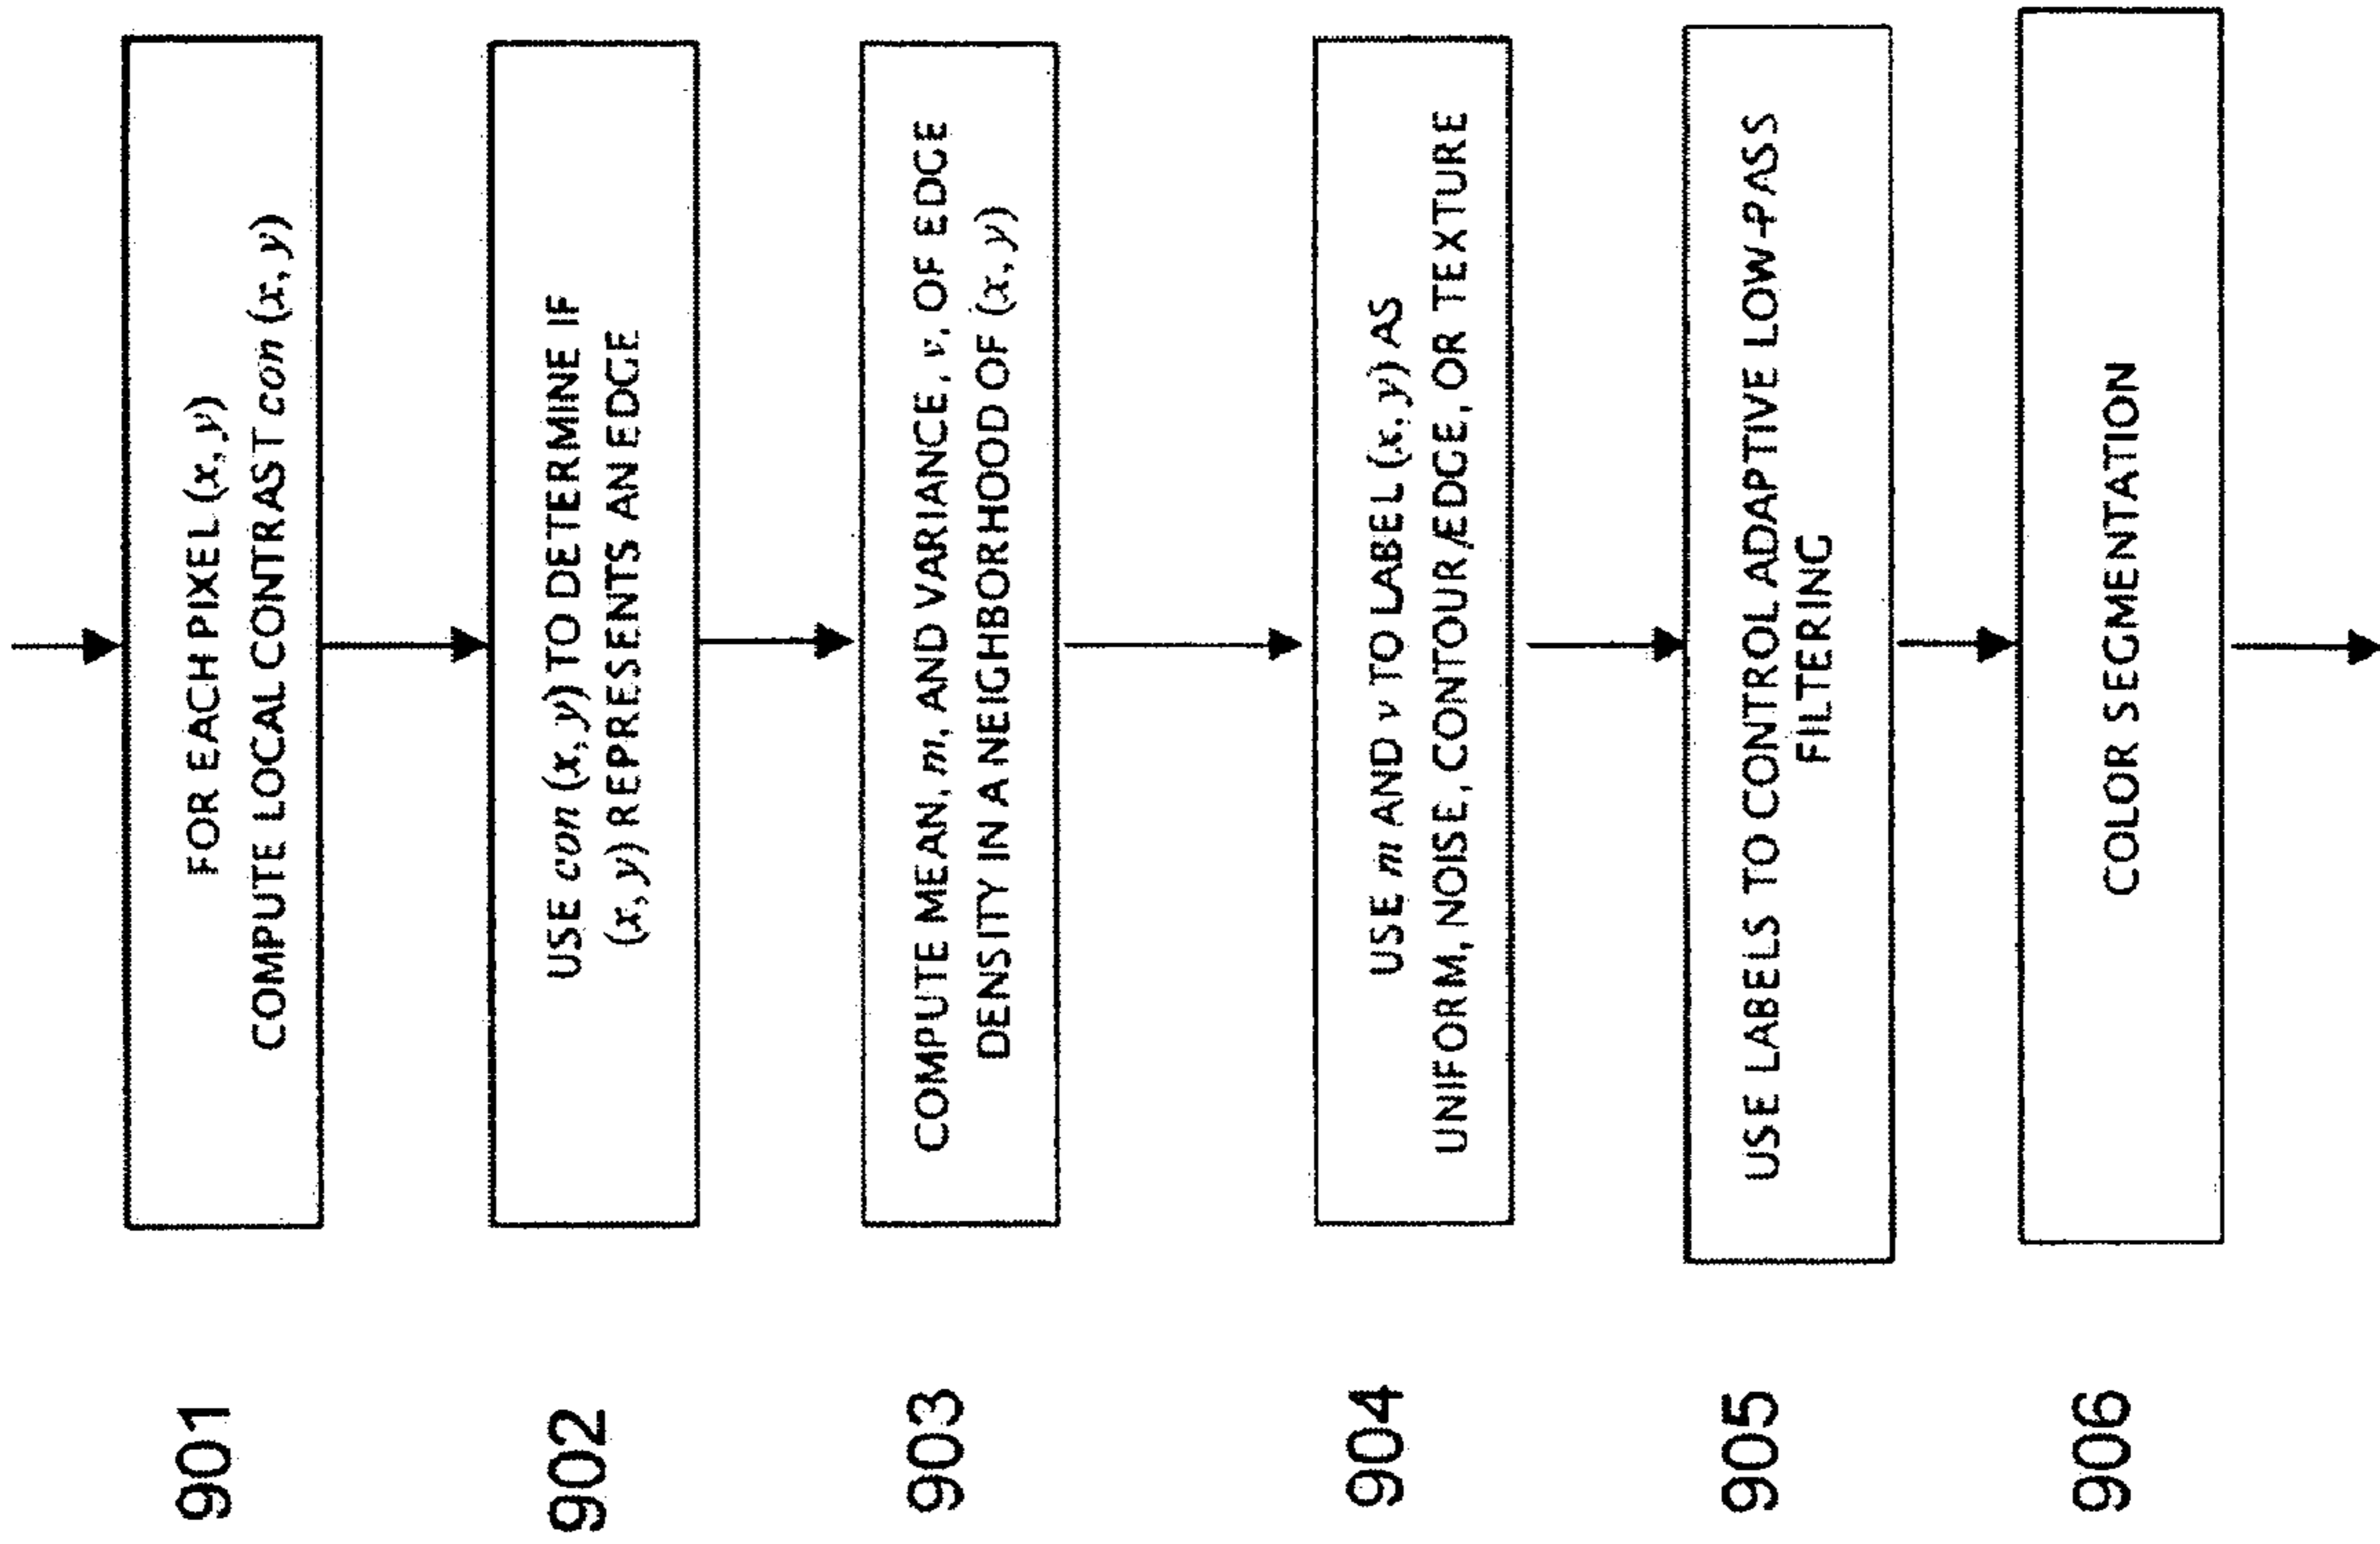 901
FOR EACH PIXEL (x, y)
COMPUTE LOCAL CONTRAST con (x, y)
902
USE con (x, y) TO DETERMINE IF
(x, y) REPRESENTS AN EDGE
903
COMPUTE MEAN, m, AND VARIANCE, v, OF EDGE
DENSITY IN A NEIGHBORHOOD OF (x, y)
904
USE m AND v TO LABEL (x, y) AS
UNIFORM, NOISE, CONTOUR/EDGE, OR TEXTURE
905
USE LABELS TO CONTROL ADAPTIVE LOW-PASS
FILTERING
906
COLOR SEGMENTATION